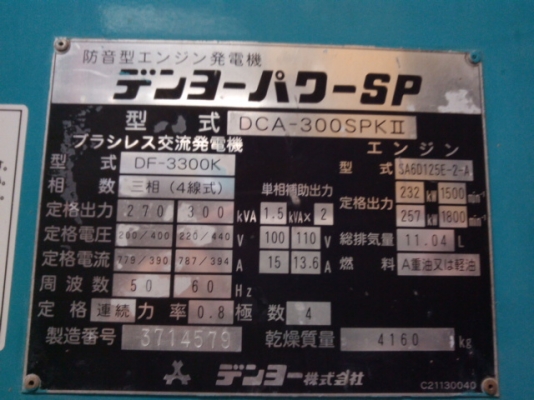 防音型エンジン発電機
デンヨーパワーSP
型式 DCA-300SPKⅡ
ブラシレス交流発電機 エンジン
型式 DF-3300K 型式 SA6D125E-2-A
相数 三相(4線式) 単相補助出力 定格出力 232 kW 1500 min⁻¹
定格出力 270 300 kVA 1.5 kVA×2 257 kW 1800 min⁻¹
定格電圧 200/400 220/440 V 100 110 V 総排気量 11.04 L
定格電流 779/390 787/394 A 15 13.6 A 燃料 A重油又は軽油
周波数 50 60 Hz
定格 連続 力率 0.8 極数 4
製造番号 3714579 乾燥質量 4160 kg
デンヨー株式会社
C21130040